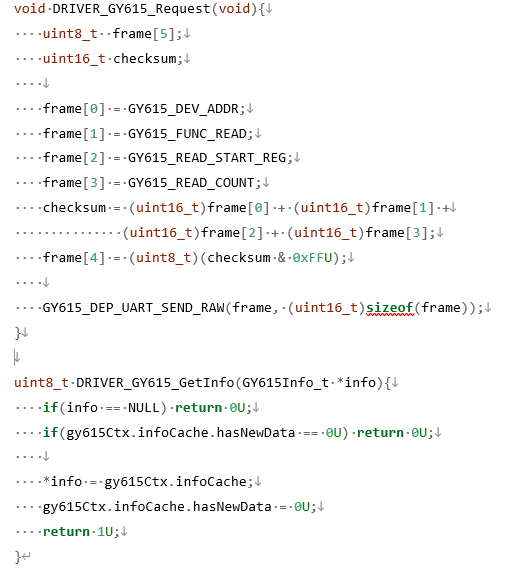 void DRIVER_GY615_Request(void){
    uint8_t  frame[5];
    uint16_t checksum;
    
    frame[0] = GY615_DEV_ADDR;
    frame[1] = GY615_FUNC_READ;
    frame[2] = GY615_READ_START_REG;
    frame[3] = GY615_READ_COUNT;
    checksum = (uint16_t)frame[0] + (uint16_t)frame[1] +
               (uint16_t)frame[2] + (uint16_t)frame[3];
    frame[4] = (uint8_t)(checksum & 0xFFU);
    
    GY615_DEP_UART_SEND_RAW(frame, (uint16_t)sizeof(frame));
}

uint8_t DRIVER_GY615_GetInfo(GY615Info_t *info){
    if(info == NULL) return 0U;
    if(gy615Ctx.infoCache.hasNewData == 0U) return 0U;
    
    *info = gy615Ctx.infoCache;
    gy615Ctx.infoCache.hasNewData = 0U;
    return 1U;
}